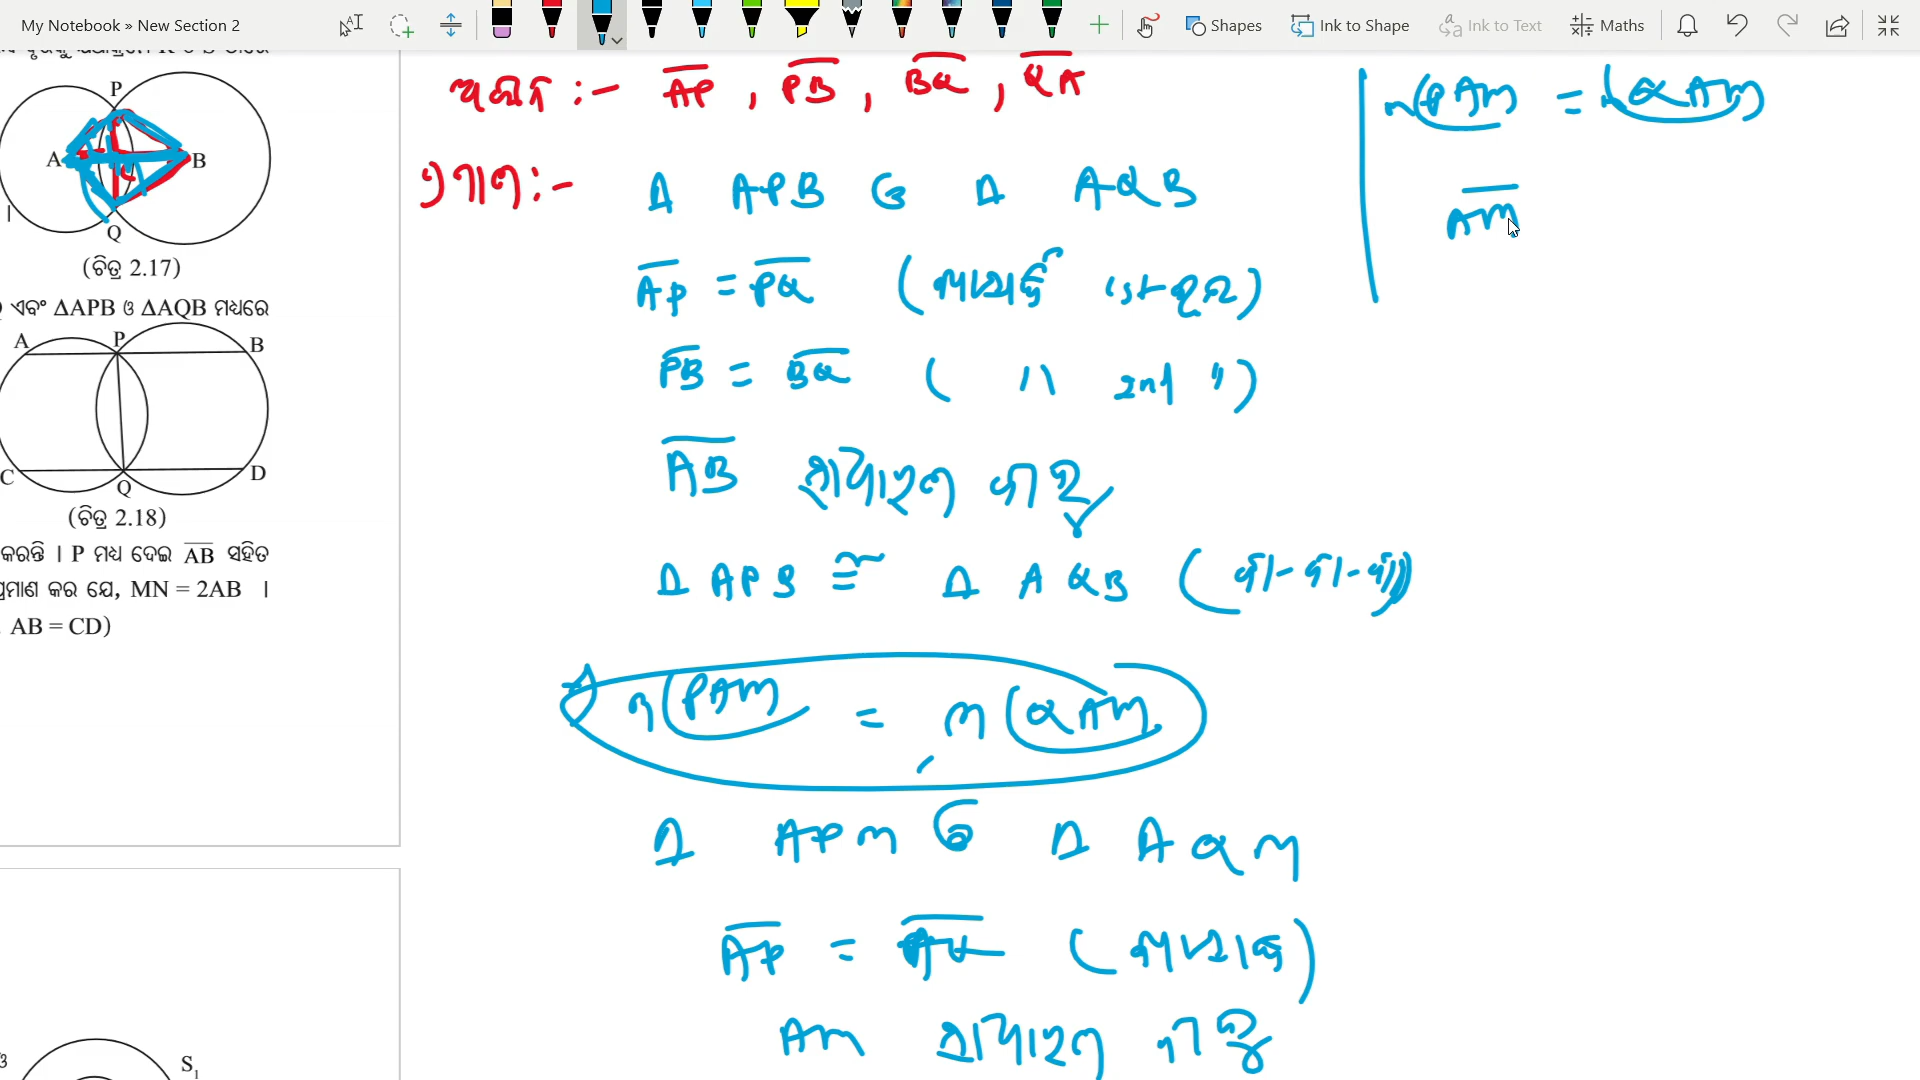 My Notebook » New Section 2
Shapes Ink to Shape Ink to Text Maths
P
A B
Q
(ଚିତ୍ର 2.17)
ଏବଂ ΔAPB ଓ ΔAQB ମଧ୍ୟରେ
A P B
C Q D
(ଚିତ୍ର 2.18)
କରନ୍ତି । P ମଧ୍ୟ ଦେଇ AB ସହିତ
ପ୍ରମାଣ କର ଯେ, MN = 2AB ।
AB = CD)
S₁
ଅଙ୍କନ :- AP , PB , BQ , QA
ପ୍ରମାଣ :- Δ APB ଓ Δ AQB
AP = PQ ( 1st ବୃତ୍ତ)
PB = BQ ( 11 2nd ")
AB ସାଧାରଣ ବାହୁ
Δ APB ≅ Δ AQB (ବା-ବା-ବା)
⇒ m∠PAM = m∠QAM
Δ APM ଓ Δ AQM
AP = AQ (ବ୍ୟାସାର୍ଦ୍ଧ)
AM ସାଧାରଣ ବାହୁ
m∠PAM = ∠QAM
AM